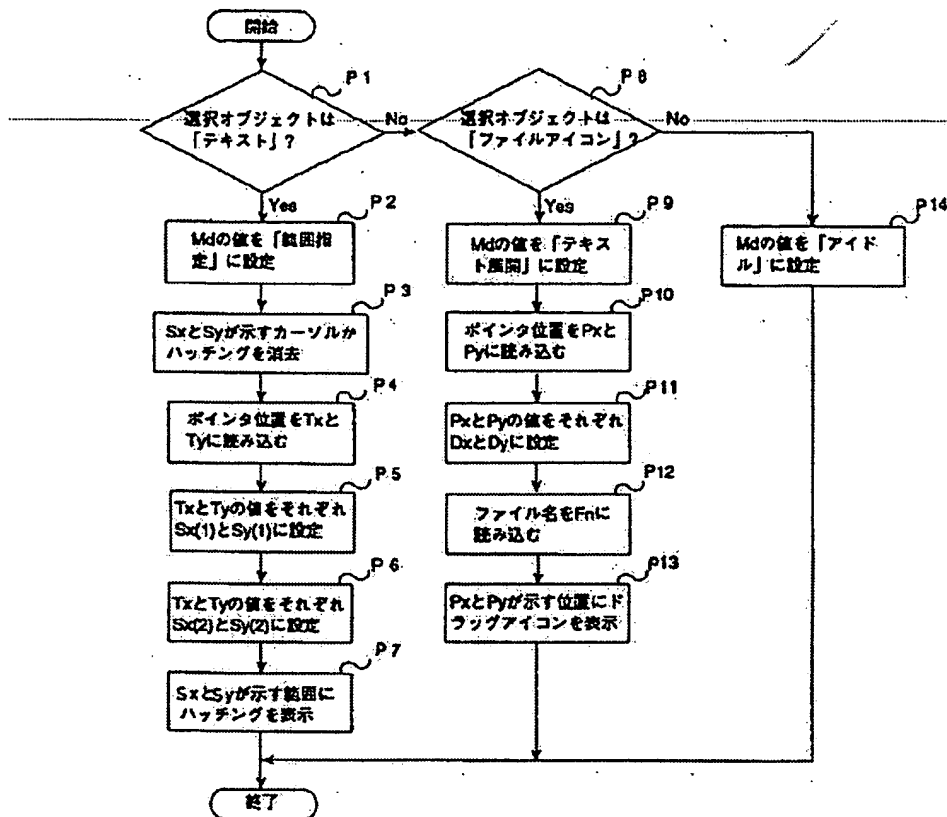 開始
P1
選択オブジェクトは
「テキスト」?
No
Yes
P2
Mdの値を「範囲指
定」に設定
P3
SxとSyが示すカーソルか
ハッチングを消去
P4
ポインタ位置をTxと
Tyに読み込む
P5
TxとTyの値をそれぞれ
Sx(1)とSy(1)に設定
P6
TxとTyの値をそれぞれ
Sx(2)とSy(2)に設定
P7
SxとSyが示す範囲に
ハッチングを表示
P8
選択オブジェクトは
「ファイルアイコン」?
No
Yes
P9
Mdの値を「テキス
ト展開」に設定
P10
ポインタ位置をPxと
Pyに読み込む
P11
PxとPyの値をそれぞれ
DxとDyに設定
P12
ファイル名をFnに
読み込む
P13
PxとPyが示す位置にド
ラッグアイコンを表示
P14
Mdの値を「アイド
ル」に設定
終了